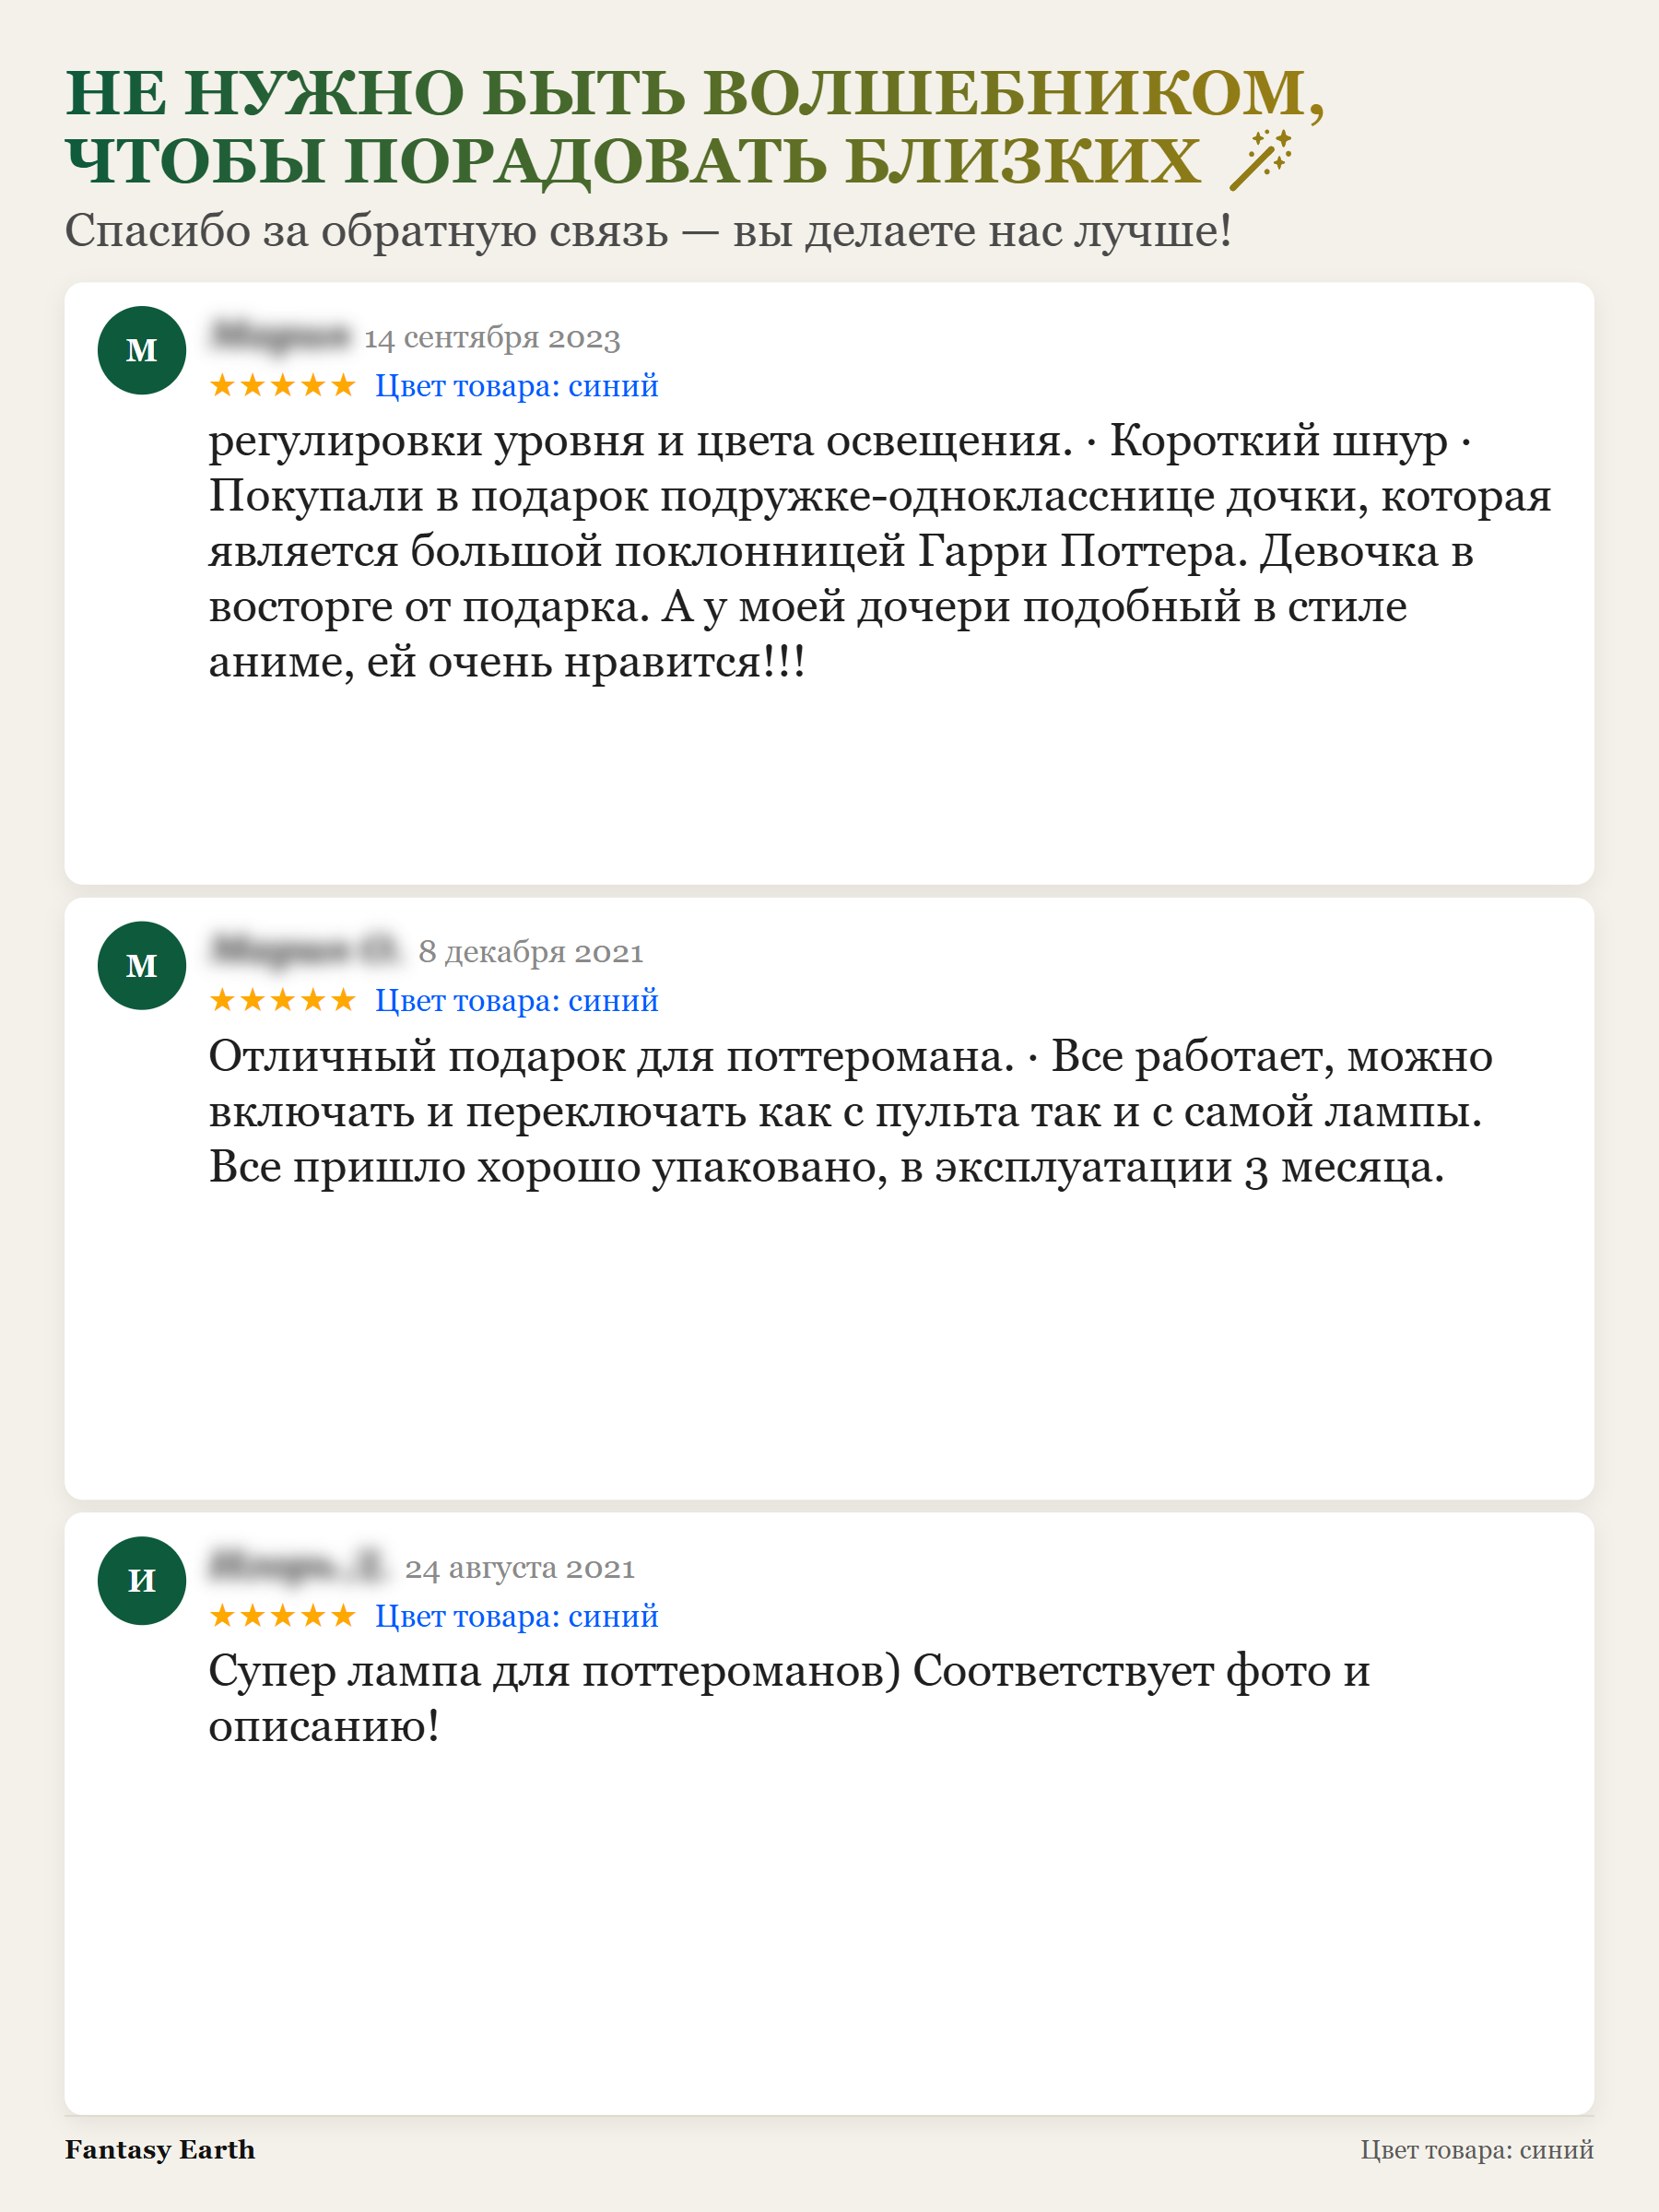 НЕ НУЖНО БЫТЬ ВОЛШЕБНИКОМ,
ЧТОБЫ ПОРАДОВАТЬ БЛИЗКИХ
Спасибо за обратную связь — вы делаете нас лучше!
М
14 сентября 2023
★★★★★ Цвет товара: синий
регулировки уровня и цвета освещения. · Короткий шнур ·
Покупали в подарок подружке-однокласснице дочки, которая
является большой поклонницей Гарри Поттера. Девочка в
восторге от подарка. А у моей дочери подобный в стиле
аниме, ей очень нравится!!!
М
8 декабря 2021
★★★★★ Цвет товара: синий
Отличный подарок для поттеромана. · Все работает, можно
включать и переключать как с пульта так и с самой лампы.
Все пришло хорошо упаковано, в эксплуатации 3 месяца.
И
24 августа 2021
★★★★★ Цвет товара: синий
Супер лампа для поттероманов) Соответствует фото и
описанию!
Fantasy Earth
Цвет товара: синий